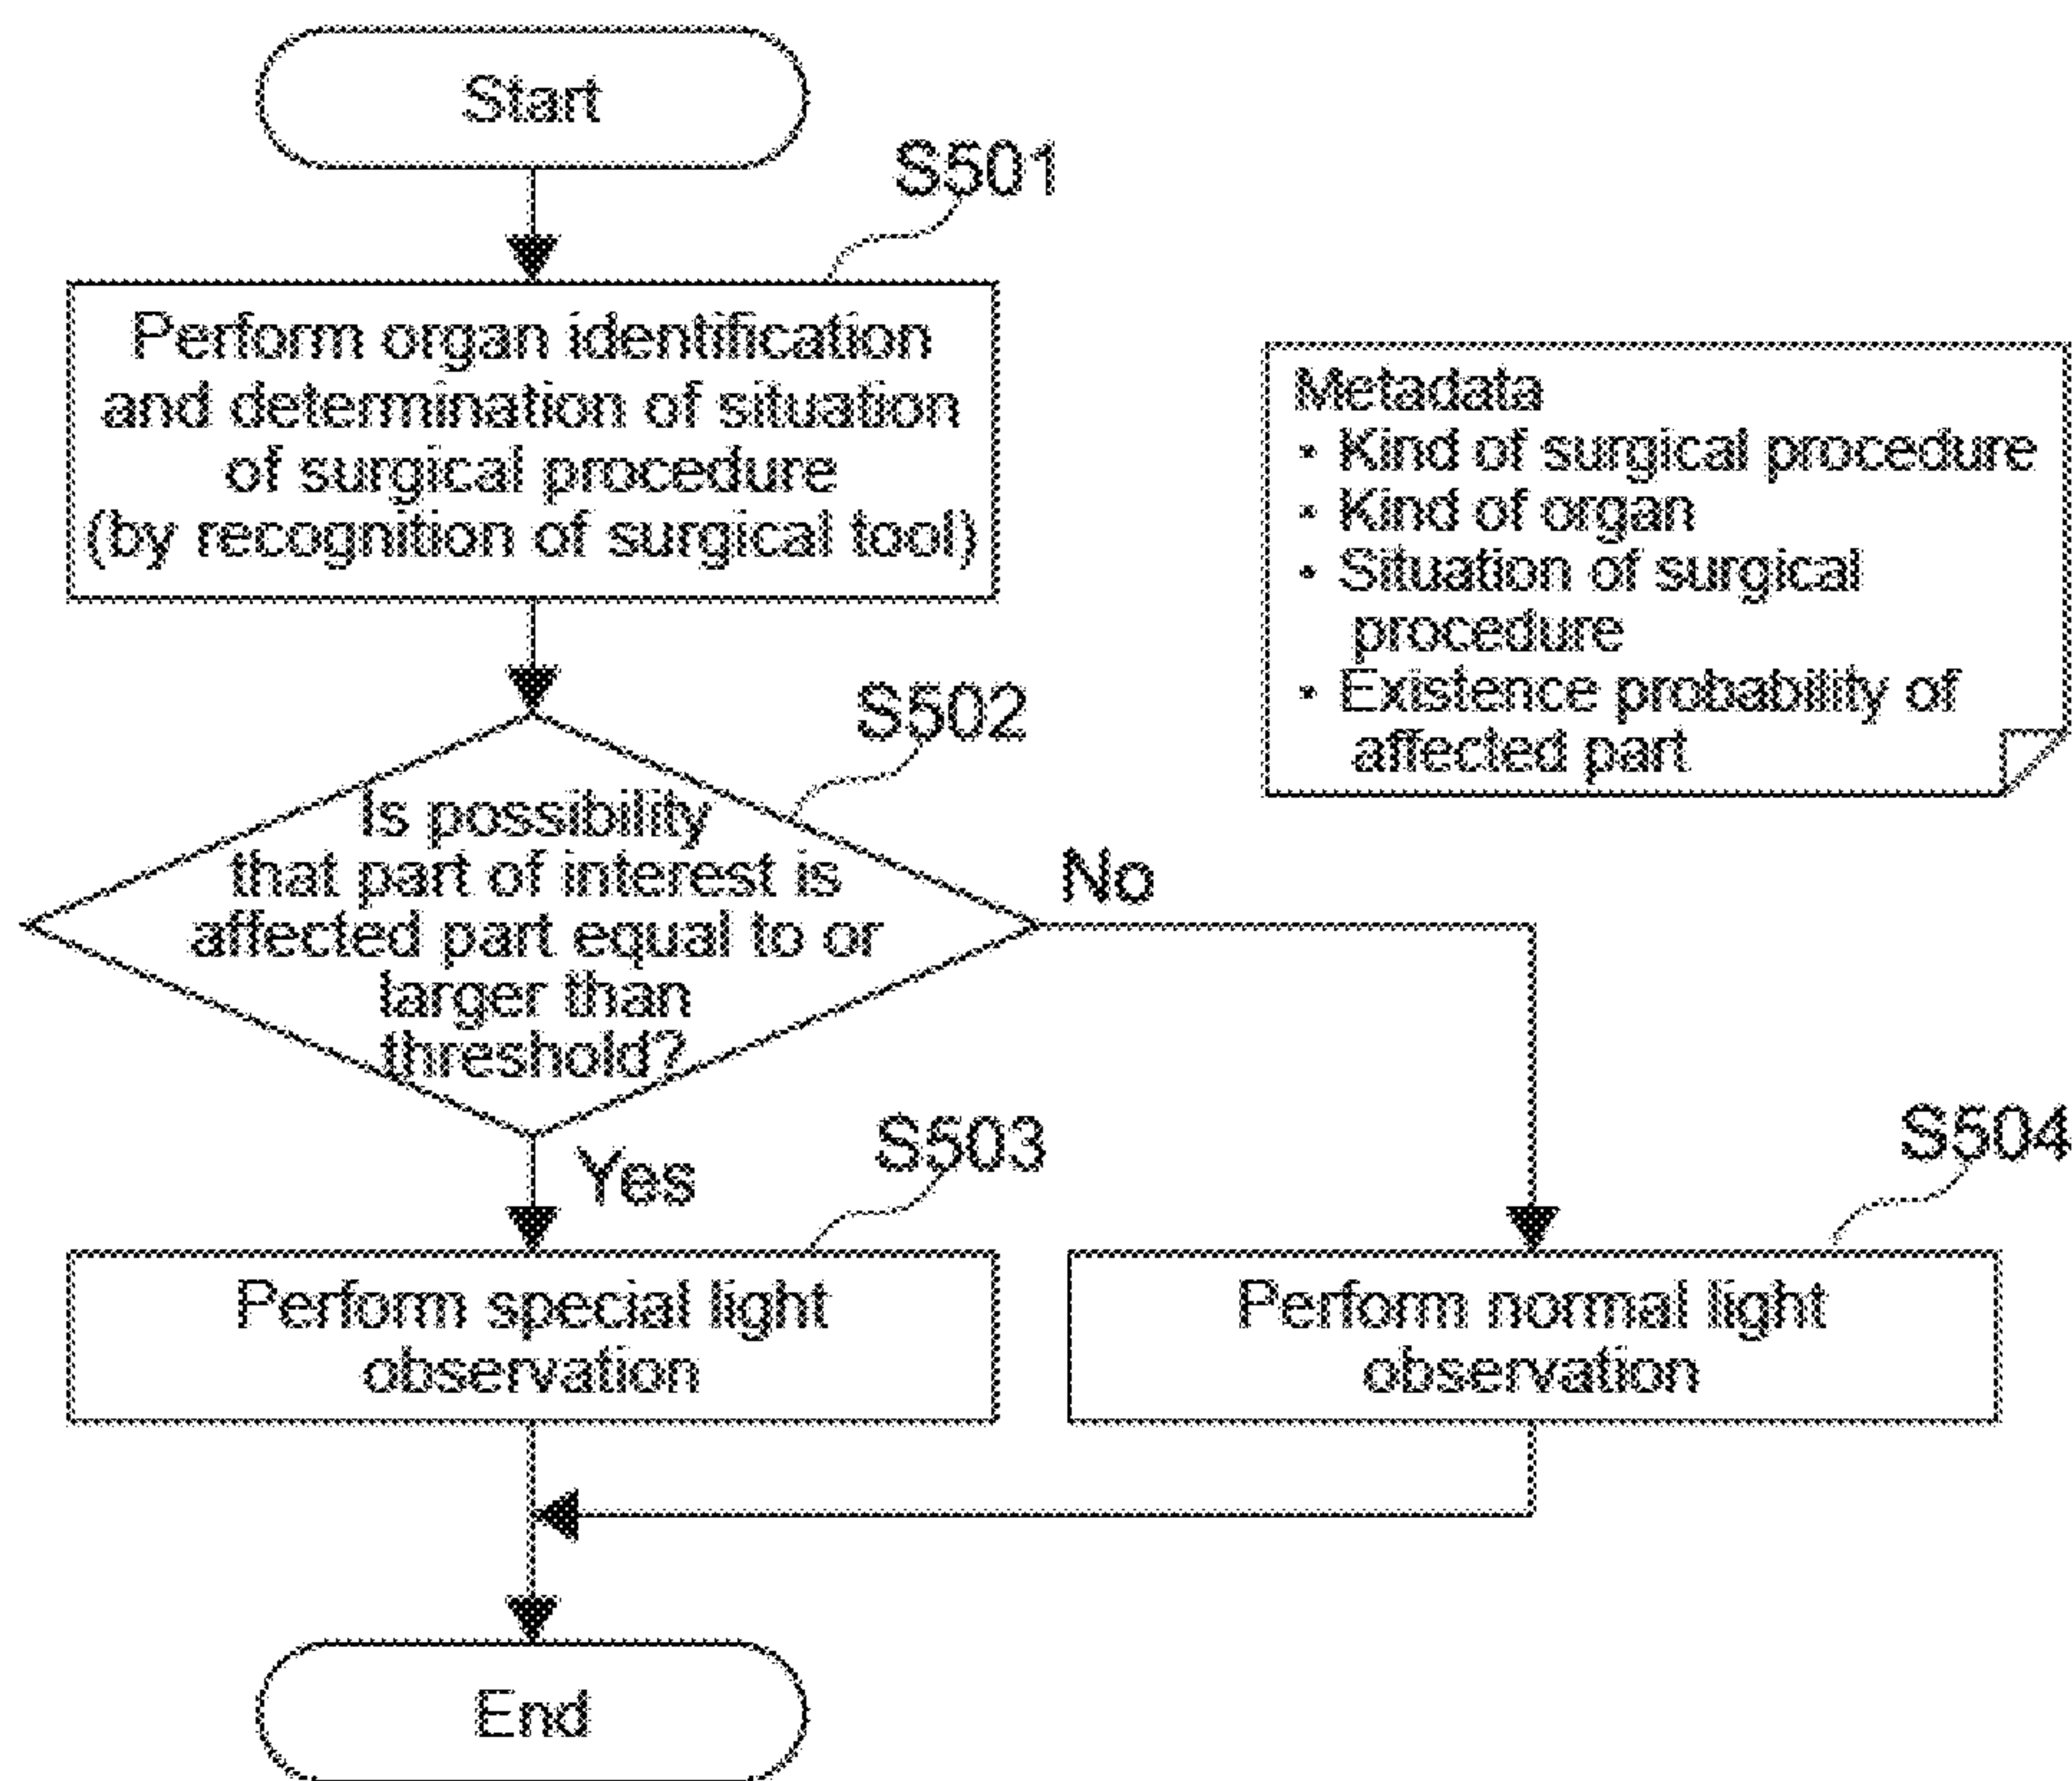 Start
S501
Perform organ identification
and determination of situation
of surgical procedure
(by recognition of surgical tool)
Metadata
・Kind of surgical procedure
・Kind of organ
・Situation of surgical
procedure
・Existence probability of
affected part
S502
Is possibility
that part of interest is
affected part equal to or
larger than
threshold?
No
Yes
S503
S504
Perform special light
observation
Perform normal light
observation
End